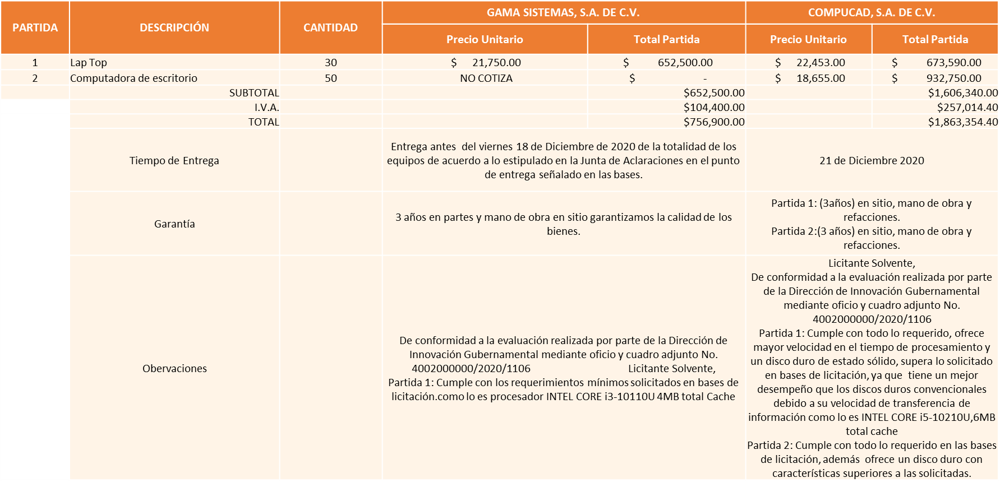 PARTIDA DESCRIPCIÓN CANTIDAD GAMA SISTEMAS, S.A. DE C.V. COMPUCAD, S.A. DE C.V.
Precio Unitario Total Partida Precio Unitario Total Partida
1 Lap Top 30 $ 21,750.00 $ 652,500.00 $ 22,453.00 $ 673,590.00
2 Computadora de escritorio 50 NO COTIZA $ - $ 18,655.00 $ 932,750.00
SUBTOTAL $652,500.00 $1,606,340.00
I.V.A. $104,400.00 $257,014.40
TOTAL $756,900.00 $1,863,354.40
Tiempo de Entrega
Entrega antes del viernes 18 de Diciembre de 2020 de la totalidad de los
equipos de acuerdo a lo estipulado en la Junta de Aclaraciones en el punto
de entrega señalado en las bases.
21 de Diciembre 2020
Garantía
3 años en partes y mano de obra en sitio garantizamos la calidad de los
bienes.
Partida 1: (3años) en sitio, mano de obra y
refacciones.
Partida 2:(3 años) en sitio, mano de obra y
refacciones.
Obervaciones
De conformidad a la evaluación realizada por parte de la Dirección de
Innovación Gubernamental mediante oficio y cuadro adjunto No.
4002000000/2020/1106 Licitante Solvente,
Partida 1: Cumple con los requerimientos mínimos solicitados en bases de
licitación.como lo es procesador INTEL CORE i3-10110U 4MB total Cache
Licitante Solvente,
De conformidad a la evaluación realizada por parte
de la Dirección de Innovación Gubernamental
mediante oficio y cuadro adjunto No.
4002000000/2020/1106
Partida 1: Cumple con todo lo requerido, ofrece
mayor velocidad en el tiempo de procesamiento y
un disco duro de estado sólido, supera lo solicitado
en bases de licitación, ya que tiene un mejor
desempeño que los discos duros convencionales
debido a su velocidad de transferencia de
información como lo es INTEL CORE i5-10210U,6MB
total cache
Partida 2: Cumple con todo lo requerido en las bases
de licitación, además ofrece un disco duro con
características superiores a las solicitadas.